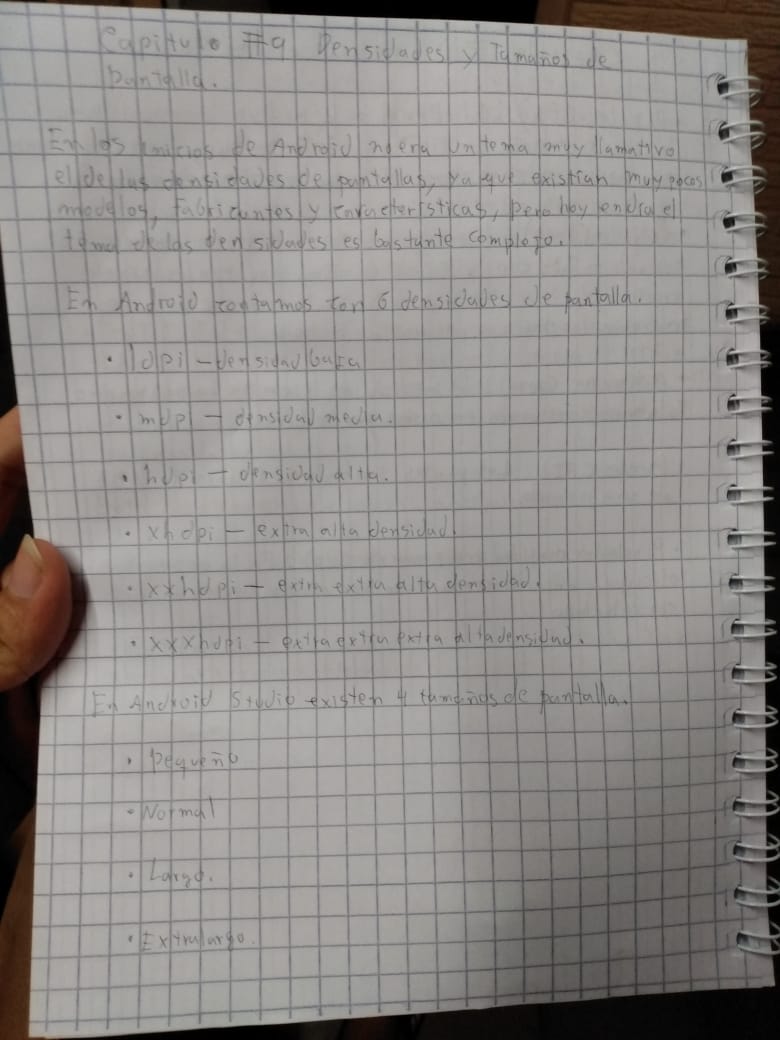 Capitulo #9 Densidades y Tamaños de
Pantalla.
En los inicios de Android no era un tema muy llamativo
el de las densidades de pantallas, ya que existian muy pocos
modelos, fabricantes y características, pero hoy en dia el
tema de las densidades es bastante complejo.
En Android contamos con 6 densidades de pantalla.
• ldpi – densidad baja
• mdpi – densidad media.
• hdpi – densidad alta.
• xhdpi – extra alta densidad.
• xxhdpi – extra extra alta densidad.
• xxxhdpi – extra extra extra alta densidad.
En Android Studio existen 4 tamaños de pantalla.
• Pequeño
• Normal
• Largo.
• Extralargo.